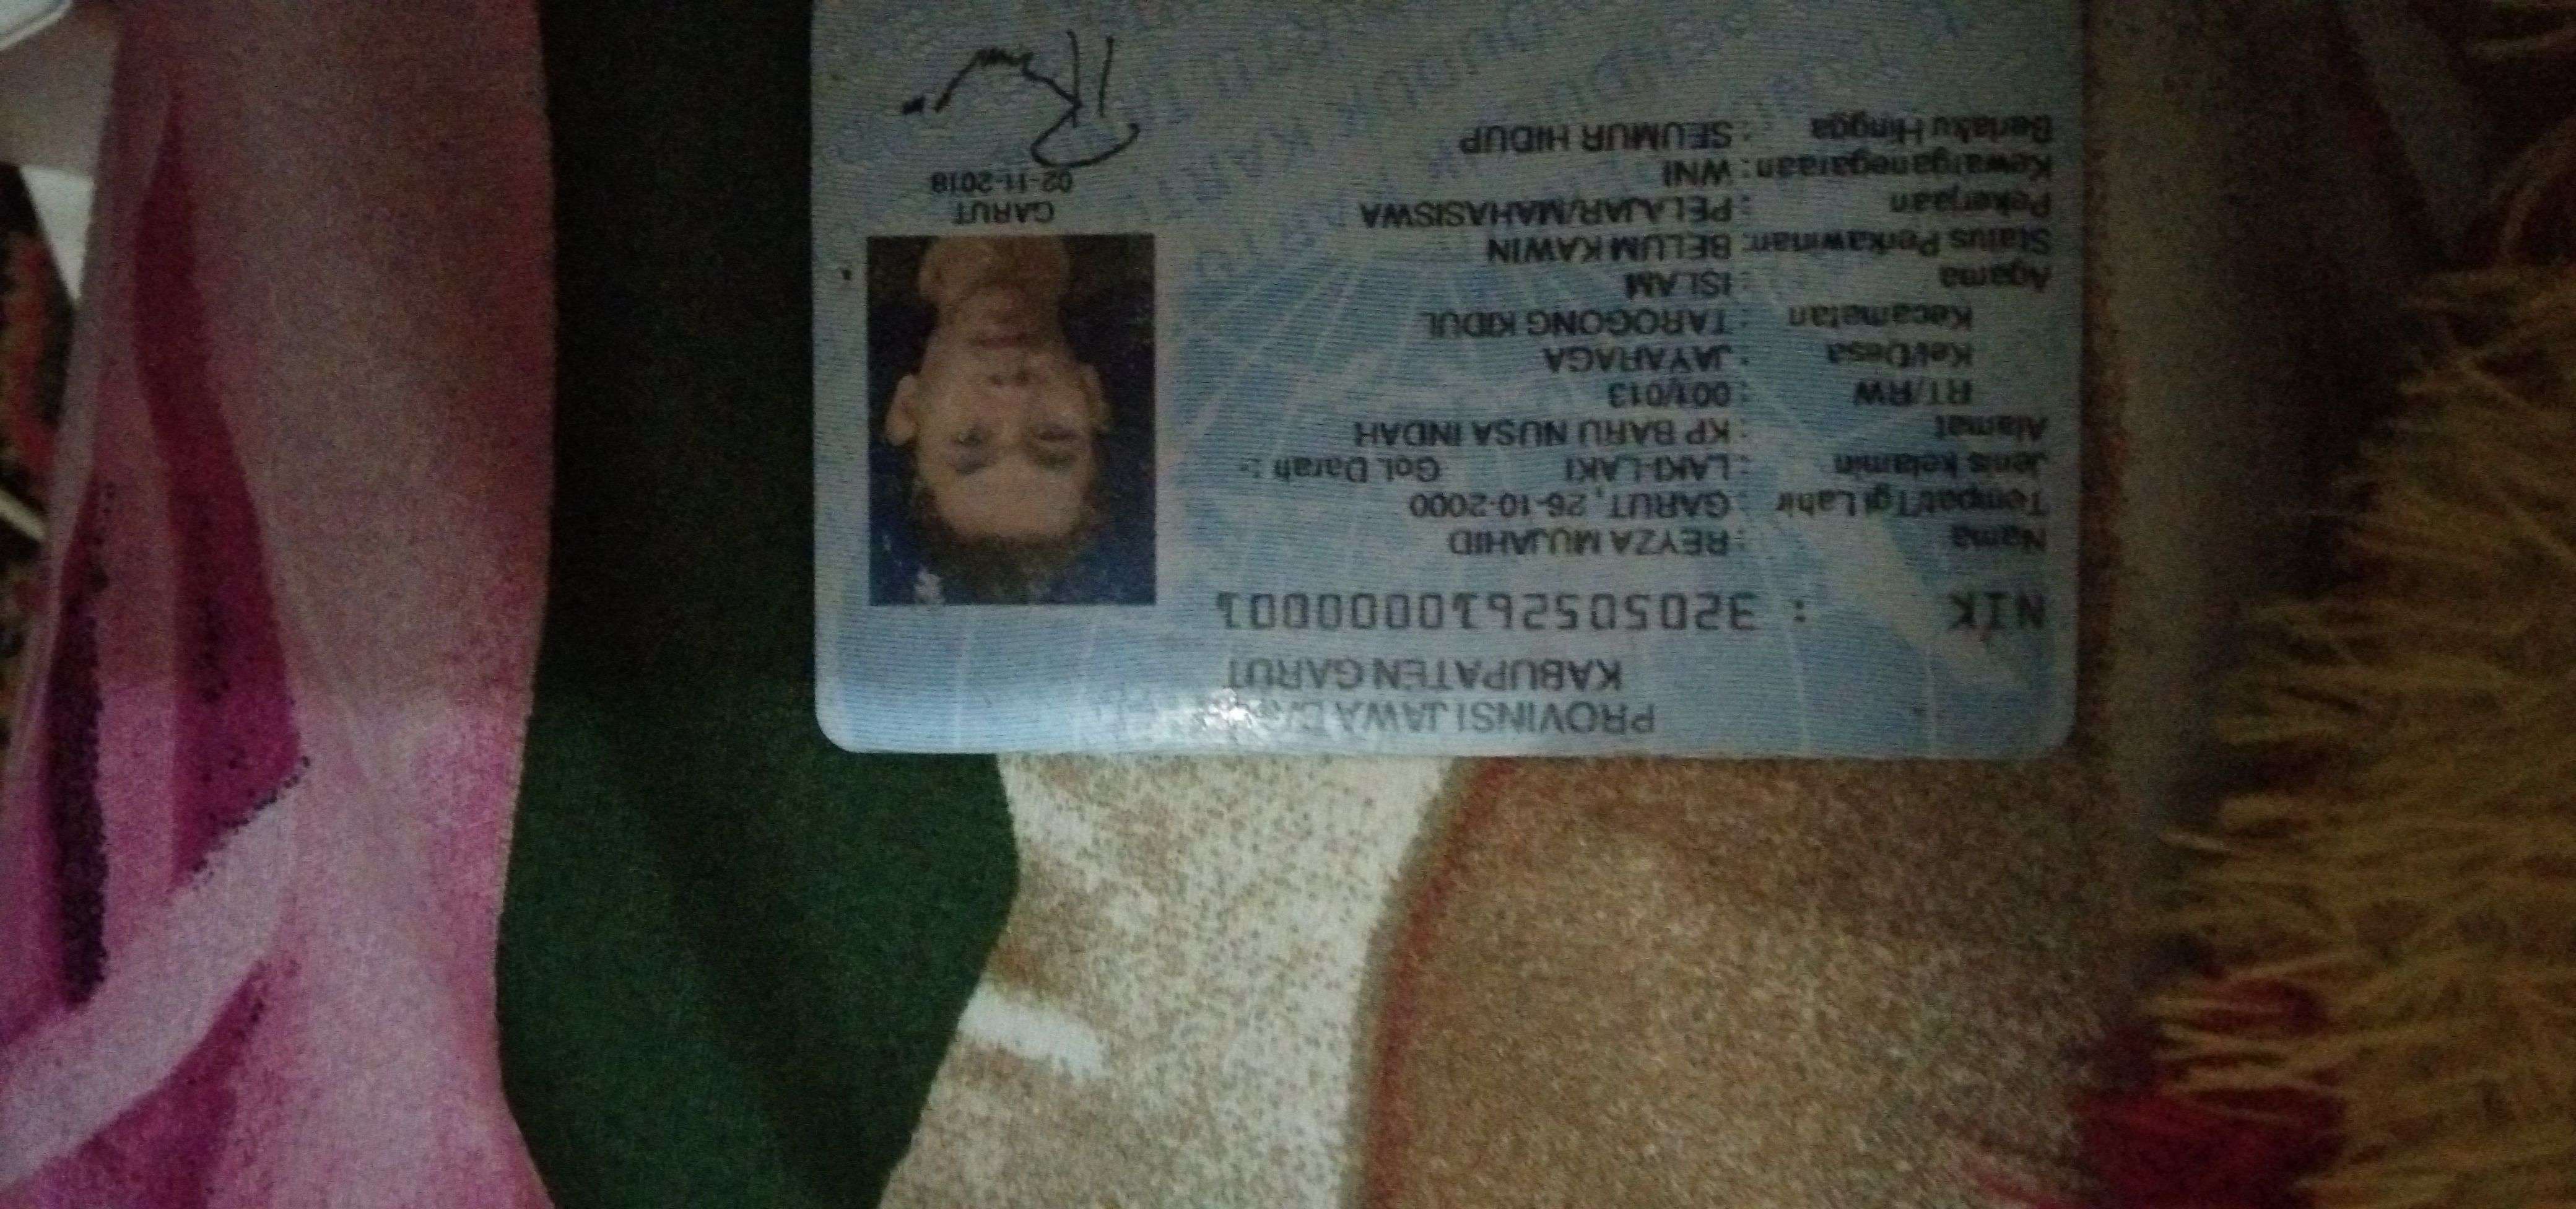 PROVINSI JAWA
KABUPATEN GARUT
NIK : 3205052610000001
Nama : REYZA MUJAHID
Tempat/Tgl Lahir : GARUT, 26-10-2000
Jenis kelamin : LAKI-LAKI Gol. Darah : -
Alamat : KP BARU NUSA INDAH
RT/RW : 001/013
Kel/Desa : JAYARAGA
Kecamatan : TAROGONG KIDUL
Agama : ISLAM
Status Perkawinan: BELUM KAWIN
Pekerjaan : PELAJAR/MAHASISWA
Kewarganegaraan: WNI
Berlaku Hingga : SEUMUR HIDUP
GARUT
02-11-2018